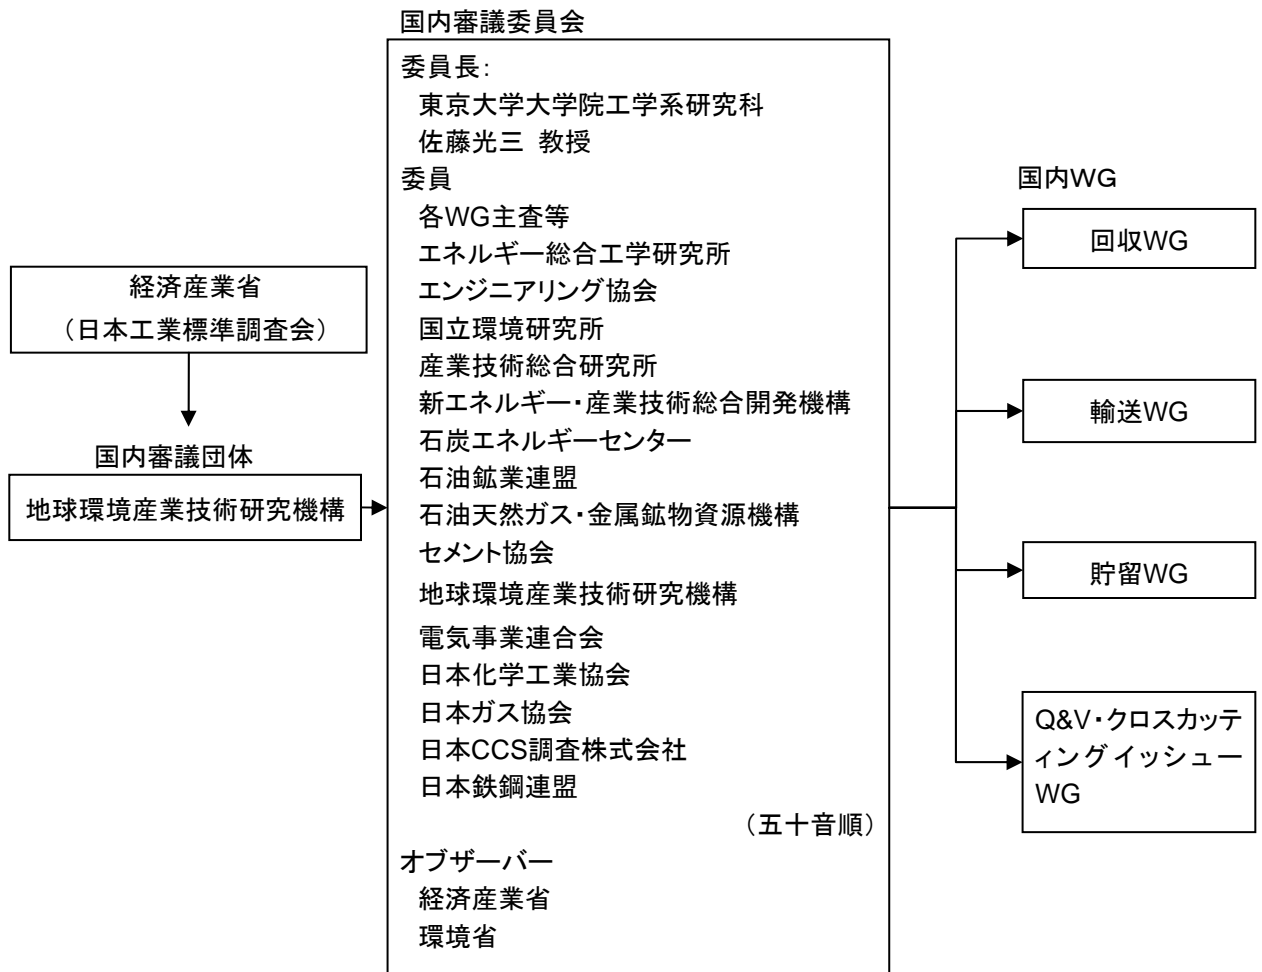 経済産業省
（日本工業標準調査会）
国内審議団体
地球環境産業技術研究機構
国内審議委員会
委員長：
東京大学大学院工学系研究科
佐藤光三 教授
委員
各WG主査等
エネルギー総合工学研究所
エンジニアリング協会
国立環境研究所
産業技術総合研究所
新エネルギー・産業技術総合開発機構
石炭エネルギーセンター
石油鉱業連盟
石油天然ガス・金属鉱物資源機構
セメント協会
地球環境産業技術研究機構
電気事業連合会
日本化学工業協会
日本ガス協会
日本CCS調査株式会社
日本鉄鋼連盟
（五十音順）
オブザーバー
経済産業省
環境省
国内WG
回収WG
輸送WG
貯留WG
Q&V・クロスカッテ
ィングイッシュー
WG